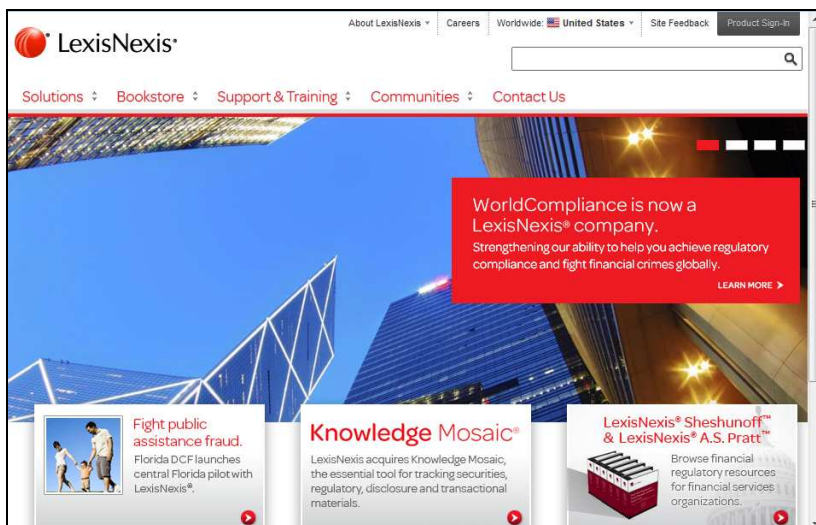 About LexisNexis
Careers
Worldwide: United States
Site Feedback
Product Sign-In
LexisNexis®
Solutions
Bookstore
Support & Training
Communities
Contact Us
WorldCompliance is now a
LexisNexis® company.
Strengthening our ability to help you achieve regulatory
compliance and fight financial crimes globally.
LEARN MORE
Fight public
assistance fraud.
Florida DCF launches
central Florida pilot with
LexisNexis®.
Knowledge Mosaic®
LexisNexis acquires Knowledge Mosaic,
the essential tool for tracking securities,
regulatory, disclosure and transactional
materials.
LexisNexis® Sheshunoff™
& LexisNexis® A.S. Pratt™
Browse financial
regulatory resources
for financial services
organizations.